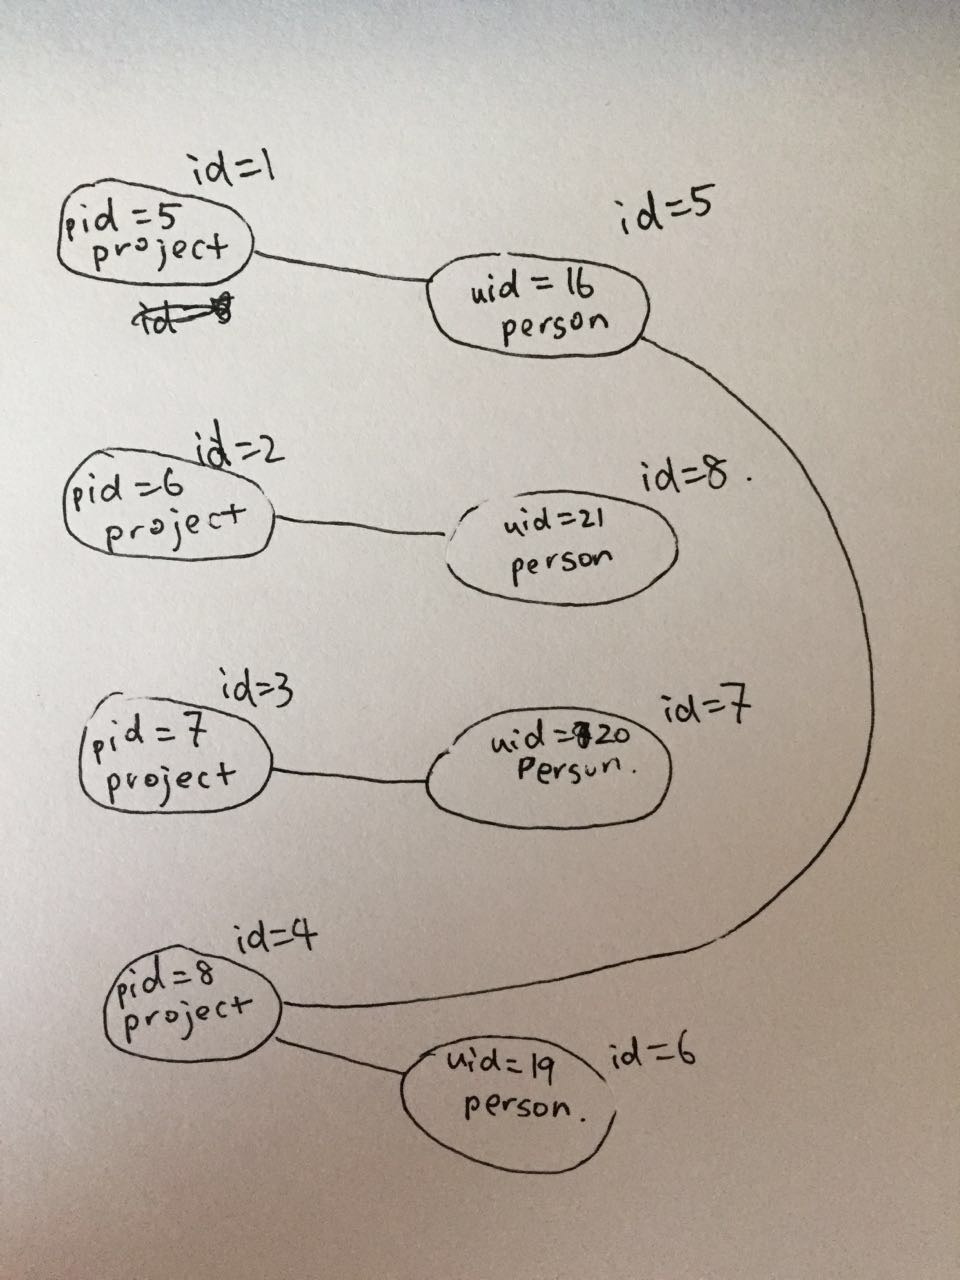 id=1
pid=5
project
id=5
uid=16
person
id=2
pid=6
project
id=8.
uid=21
person
id=3
pid=7
project
id=7
uid=20
Person.
id=4
pid=8
project
id=6
uid=19
person.